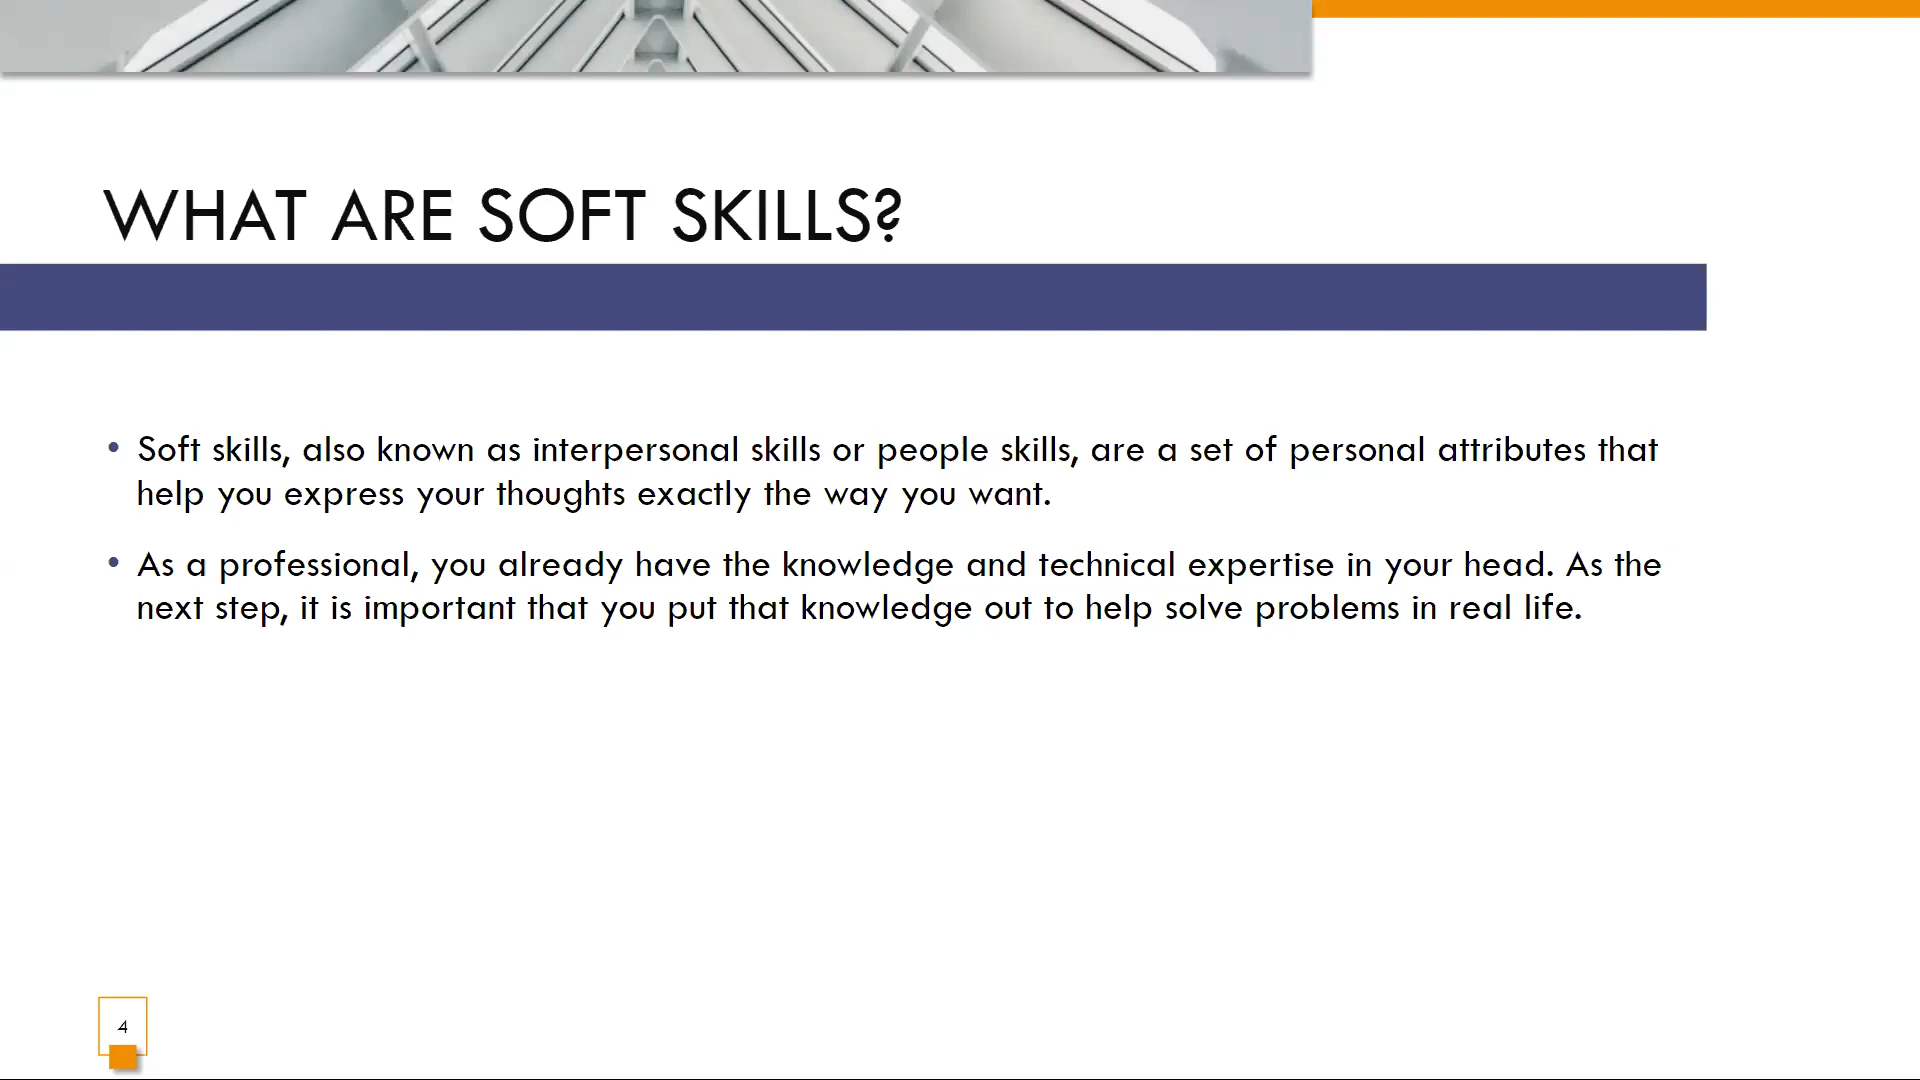 WHAT ARE SOFT SKILLS?
• Soft skills, also known as interpersonal skills or people skills, are a set of personal attributes that
help you express your thoughts exactly the way you want.
• As a professional, you already have the knowledge and technical expertise in your head. As the
next step, it is important that you put that knowledge out to help solve problems in real life.
4